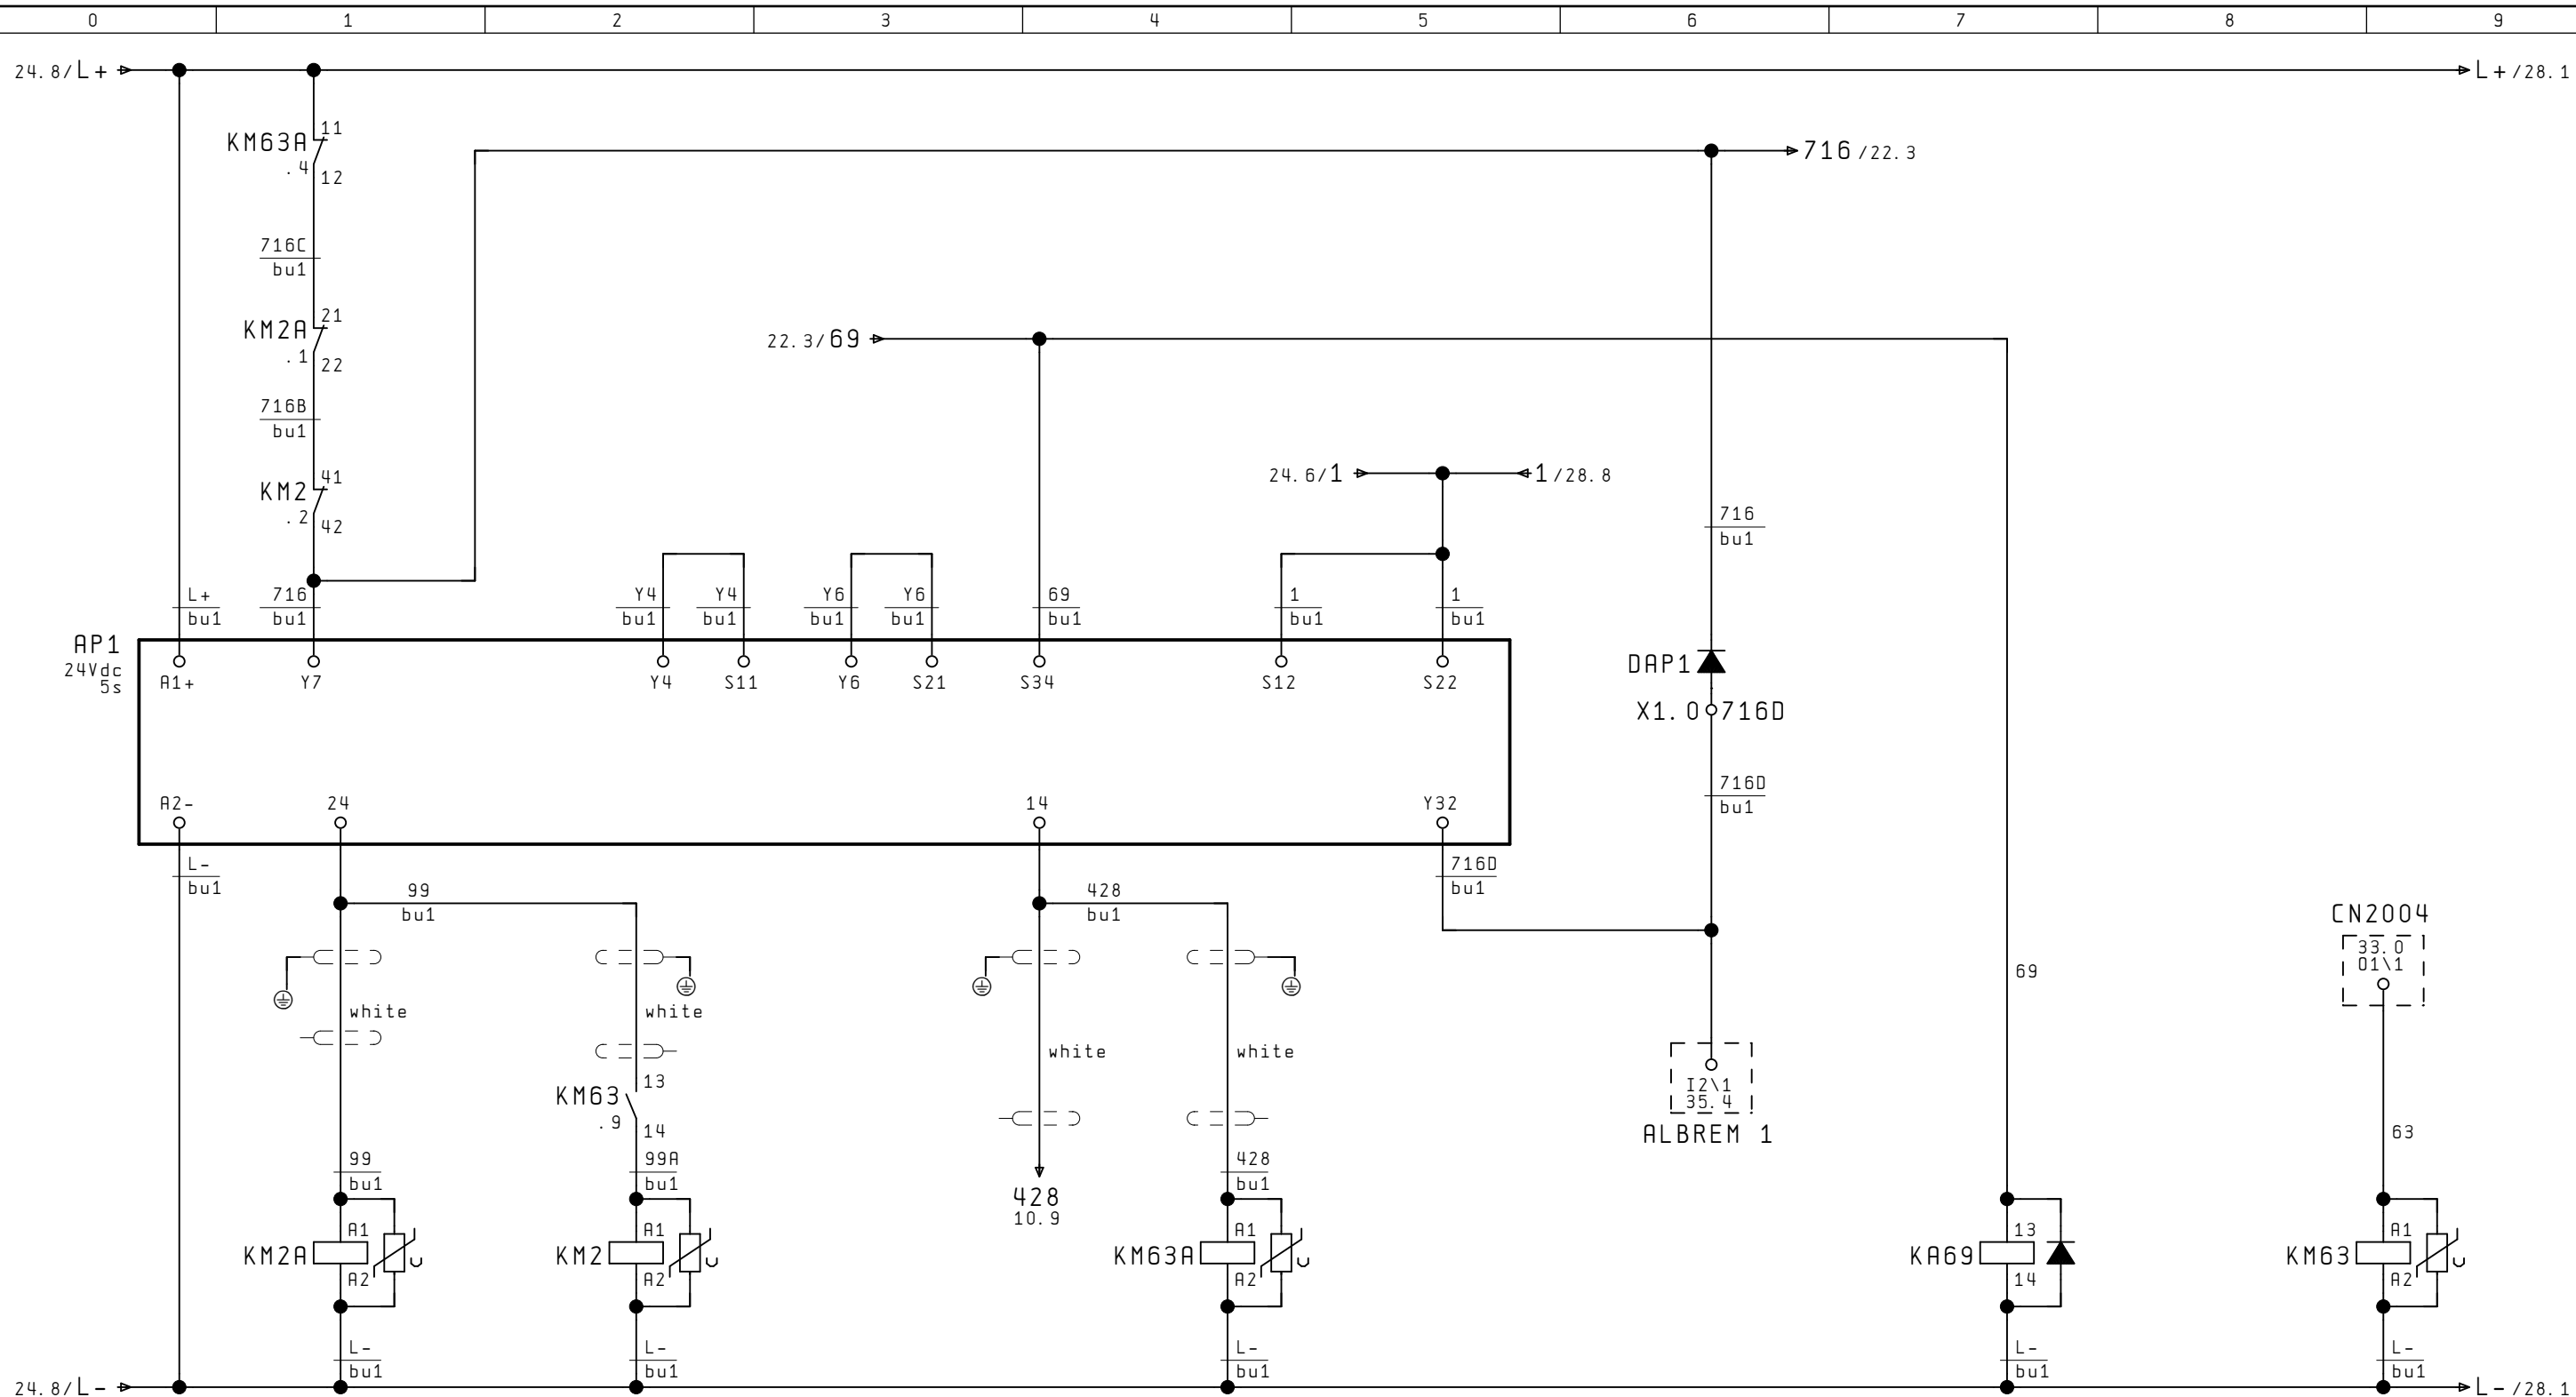 0 1 2 3 4 5 6 7 8 9
24.8/L+ L+/28.1
11
KM63A
.4 12
716/22.3
716C
bu1
21
KM2A
.1 22
22.3/69
716B
bu1
41
KM2
.2 42
24.6/1 1/28.8
716
bu1
L+ 716 Y4 Y4 Y6 Y6 69 1 1
bu1 bu1 bu1 bu1 bu1 bu1 bu1 bu1 bu1
AP1
24Vdc
5s
A1+ Y7 Y4 S11 Y6 S21 S34 S12 S22
DAP1
X1.0 716D
716D
bu1
A2- 24 14 Y32
L- 716D
bu1 bu1
99 428
bu1 bu1
CN2004
33.0
01\1
69
white white
white white
13
KM63
.9 14
I2\1
35.4
ALBREM 1
63
99 99A 428
bu1 bu1 bu1
428
10.9
A1 A1 A1 13 A1
KM2A KM2 KM63A KA69 KM63
A2 A2 A2 14 A2
U U U U
L- L- L- L- L-
bu1 bu1 bu1 bu1 bu1
24.8/L- L-/28.1